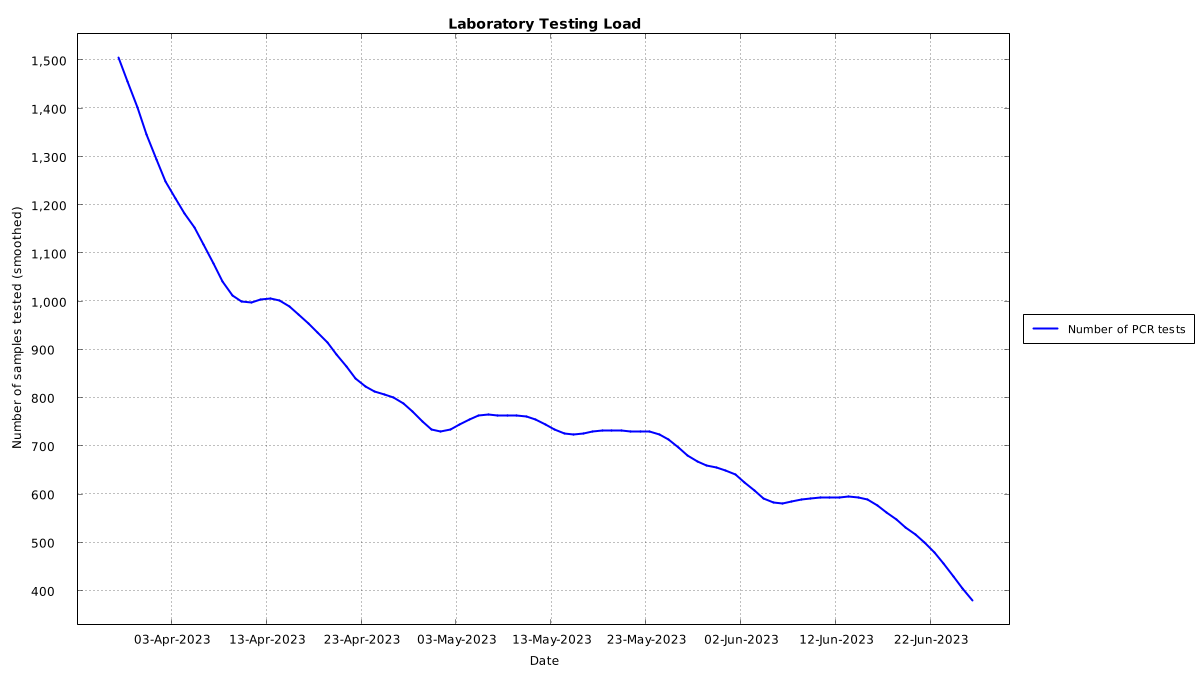 Laboratory Testing Load
Number of samples tested (smoothed)
1,500
1,400
1,300
1,200
1,100
1,000
900
800
700
600
500
400
03-Apr-2023 13-Apr-2023 23-Apr-2023 03-May-2023 13-May-2023 23-May-2023 02-Jun-2023 12-Jun-2023 22-Jun-2023
Date
Number of PCR tests